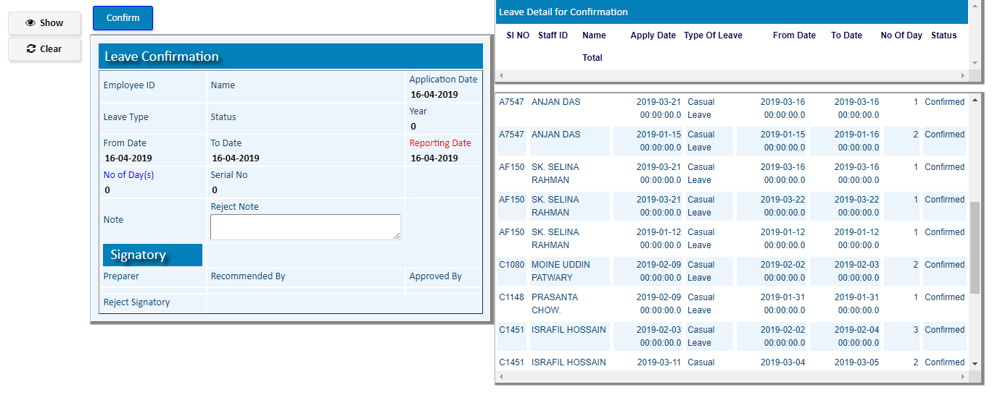 Show
Clear
Confirm
Leave Confirmation
Employee ID Name Application Date
16-04-2019
Leave Type Status Year
0
From Date To Date Reporting Date
16-04-2019 16-04-2019 16-04-2019
No of Day(s) Serial No
0 0
Note Reject Note
Signatory
Preparer Recommended By Approved By
Reject Signatory
Leave Detail for Confirmation
SI NO Staff ID Name Apply Date Type Of Leave From Date To Date No Of Day Status
Total
A7547 ANJAN DAS 2019-03-21 Casual 2019-03-16 2019-03-16 1 Confirmed
00:00:00.0 Leave 00:00:00.0 00:00:00.0
A7547 ANJAN DAS 2019-01-15 Casual 2019-01-15 2019-01-16 2 Confirmed
00:00:00.0 Leave 00:00:00.0 00:00:00.0
AF150 SK. SELINA 2019-03-21 Casual 2019-03-16 2019-03-16 1 Confirmed
RAHMAN 00:00:00.0 Leave 00:00:00.0 00:00:00.0
AF150 SK. SELINA 2019-03-21 Casual 2019-03-22 2019-03-22 1 Confirmed
RAHMAN 00:00:00.0 Leave 00:00:00.0 00:00:00.0
AF150 SK. SELINA 2019-01-12 Casual 2019-01-12 2019-01-12 1 Confirmed
RAHMAN 00:00:00.0 Leave 00:00:00.0 00:00:00.0
C1080 MOINE UDDIN 2019-02-09 Casual 2019-02-02 2019-02-03 2 Confirmed
PATWARY 00:00:00.0 Leave 00:00:00.0 00:00:00.0
C1148 PRASANTA 2019-02-09 Casual 2019-01-31 2019-01-31 1 Confirmed
CHOW. 00:00:00.0 Leave 00:00:00.0 00:00:00.0
C1451 ISRAFIL HOSSAIN 2019-02-03 Casual 2019-02-02 2019-02-04 3 Confirmed
00:00:00.0 Leave 00:00:00.0 00:00:00.0
C1451 ISRAFIL HOSSAIN 2019-03-11 Casual 2019-03-04 2019-03-05 2 Confirmed